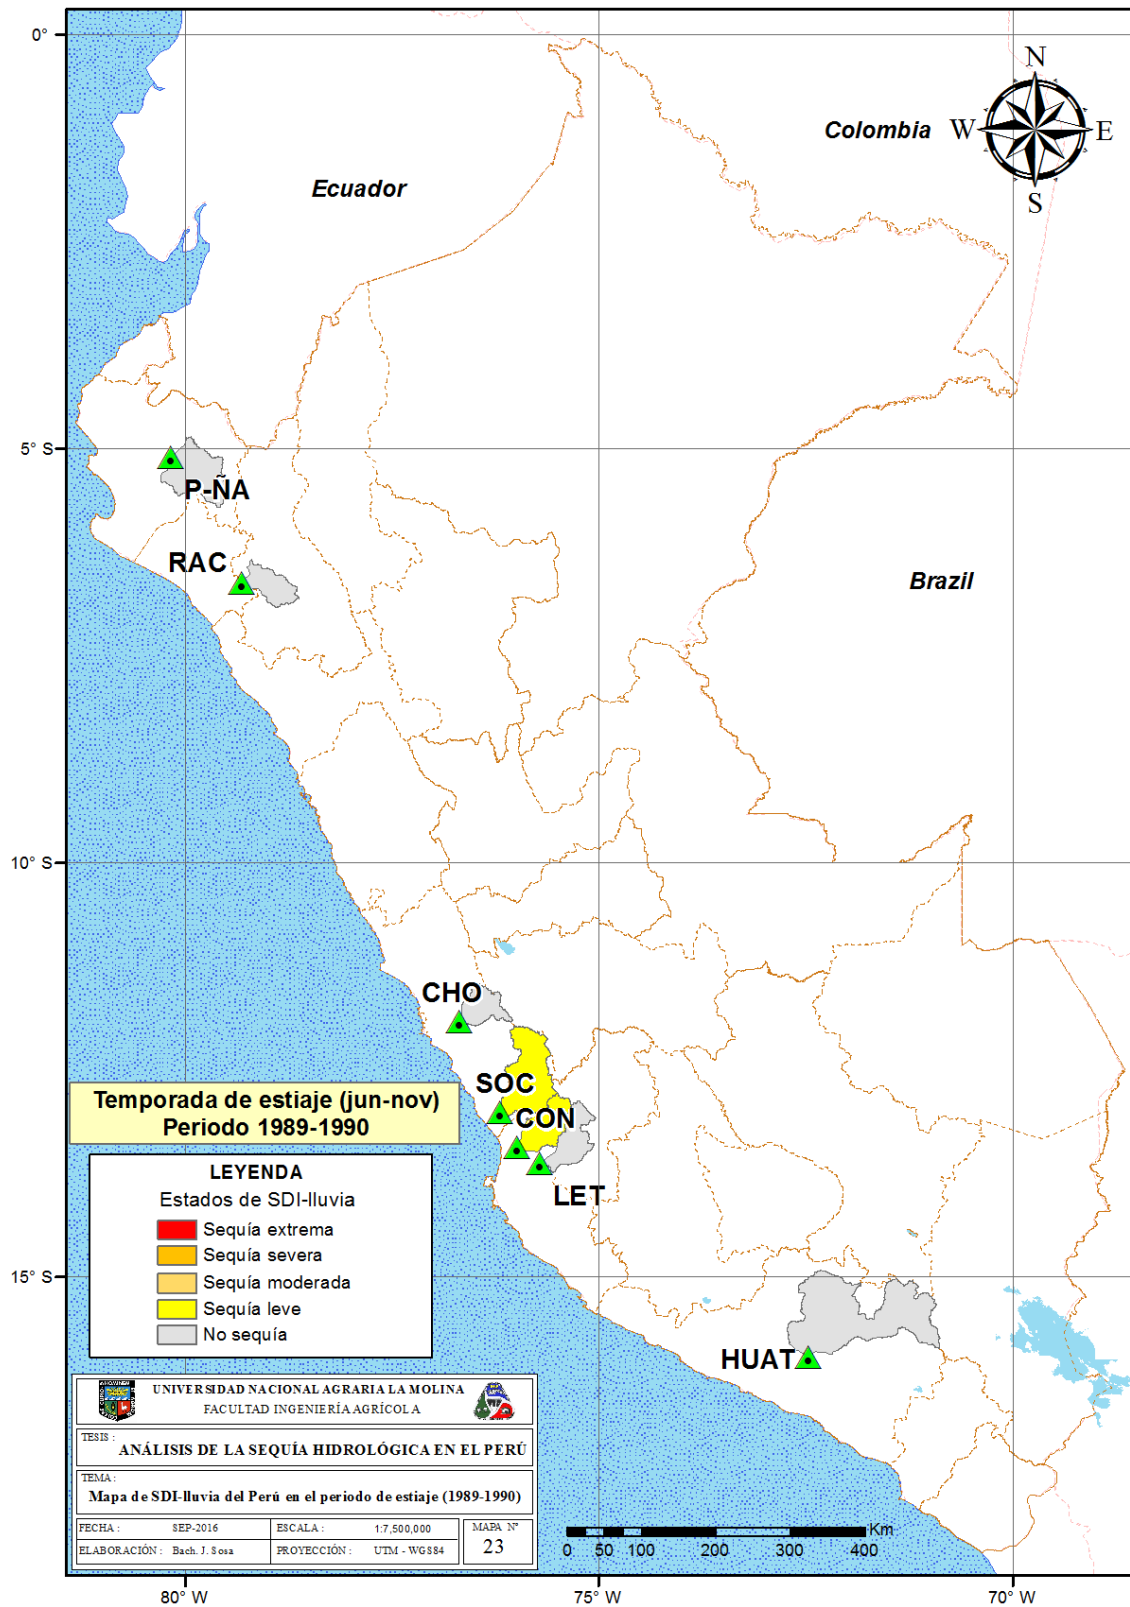 0°
N
Colombia
W
E
Ecuador
S
5° S
P-ÑA
RAC
Brazil
10° S
CHO
SOC
CON
LET
Temporada de estiaje (jun-nov)
Periodo 1989-1990
LEYENDA
Estados de SDI-lluvia
Sequía extrema
Sequía severa
Sequía moderada
Sequía leve
No sequía
15° S
HUAT
UNIVERSIDAD NACIONAL AGRARIA LA MOLINA
FACULTAD INGENIERÍA AGRÍCOLA
TESIS :
ANÁLISIS DE LA SEQUÍA HIDROLÓGICA EN EL PERÚ
TEMA :
Mapa de SDI-lluvia del Perú en el periodo de estiaje (1989-1990)
FECHA : SEP-2016 ESCALA : 1:7,500,000 MAPA Nº
ELABORACIÓN : Bach. J. Sosa PROYECCIÓN : UTM - WGS84 23
Km
0 50 100 200 300 400
80° W 75° W 70° W